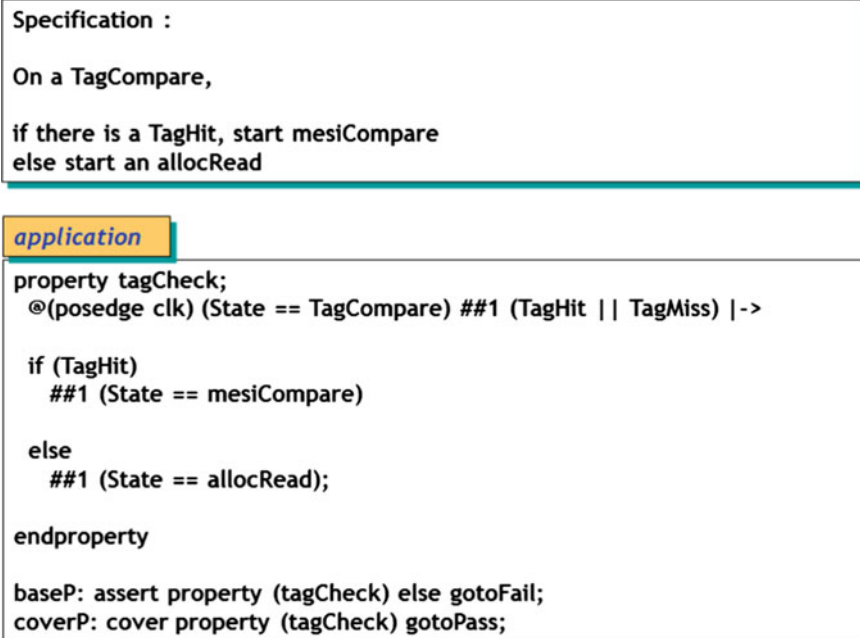 Specification :
On a TagCompare,
if there is a TagHit, start mesiCompare
else start an allocRead
application
property tagCheck;
@(posedge clk) (State == TagCompare) ##1 (TagHit || TagMiss) |->
if (TagHit)
##1 (State == mesiCompare)
else
##1 (State == allocRead);
endproperty
baseP: assert property (tagCheck) else gotoFail;
coverP: cover property (tagCheck) gotoPass;